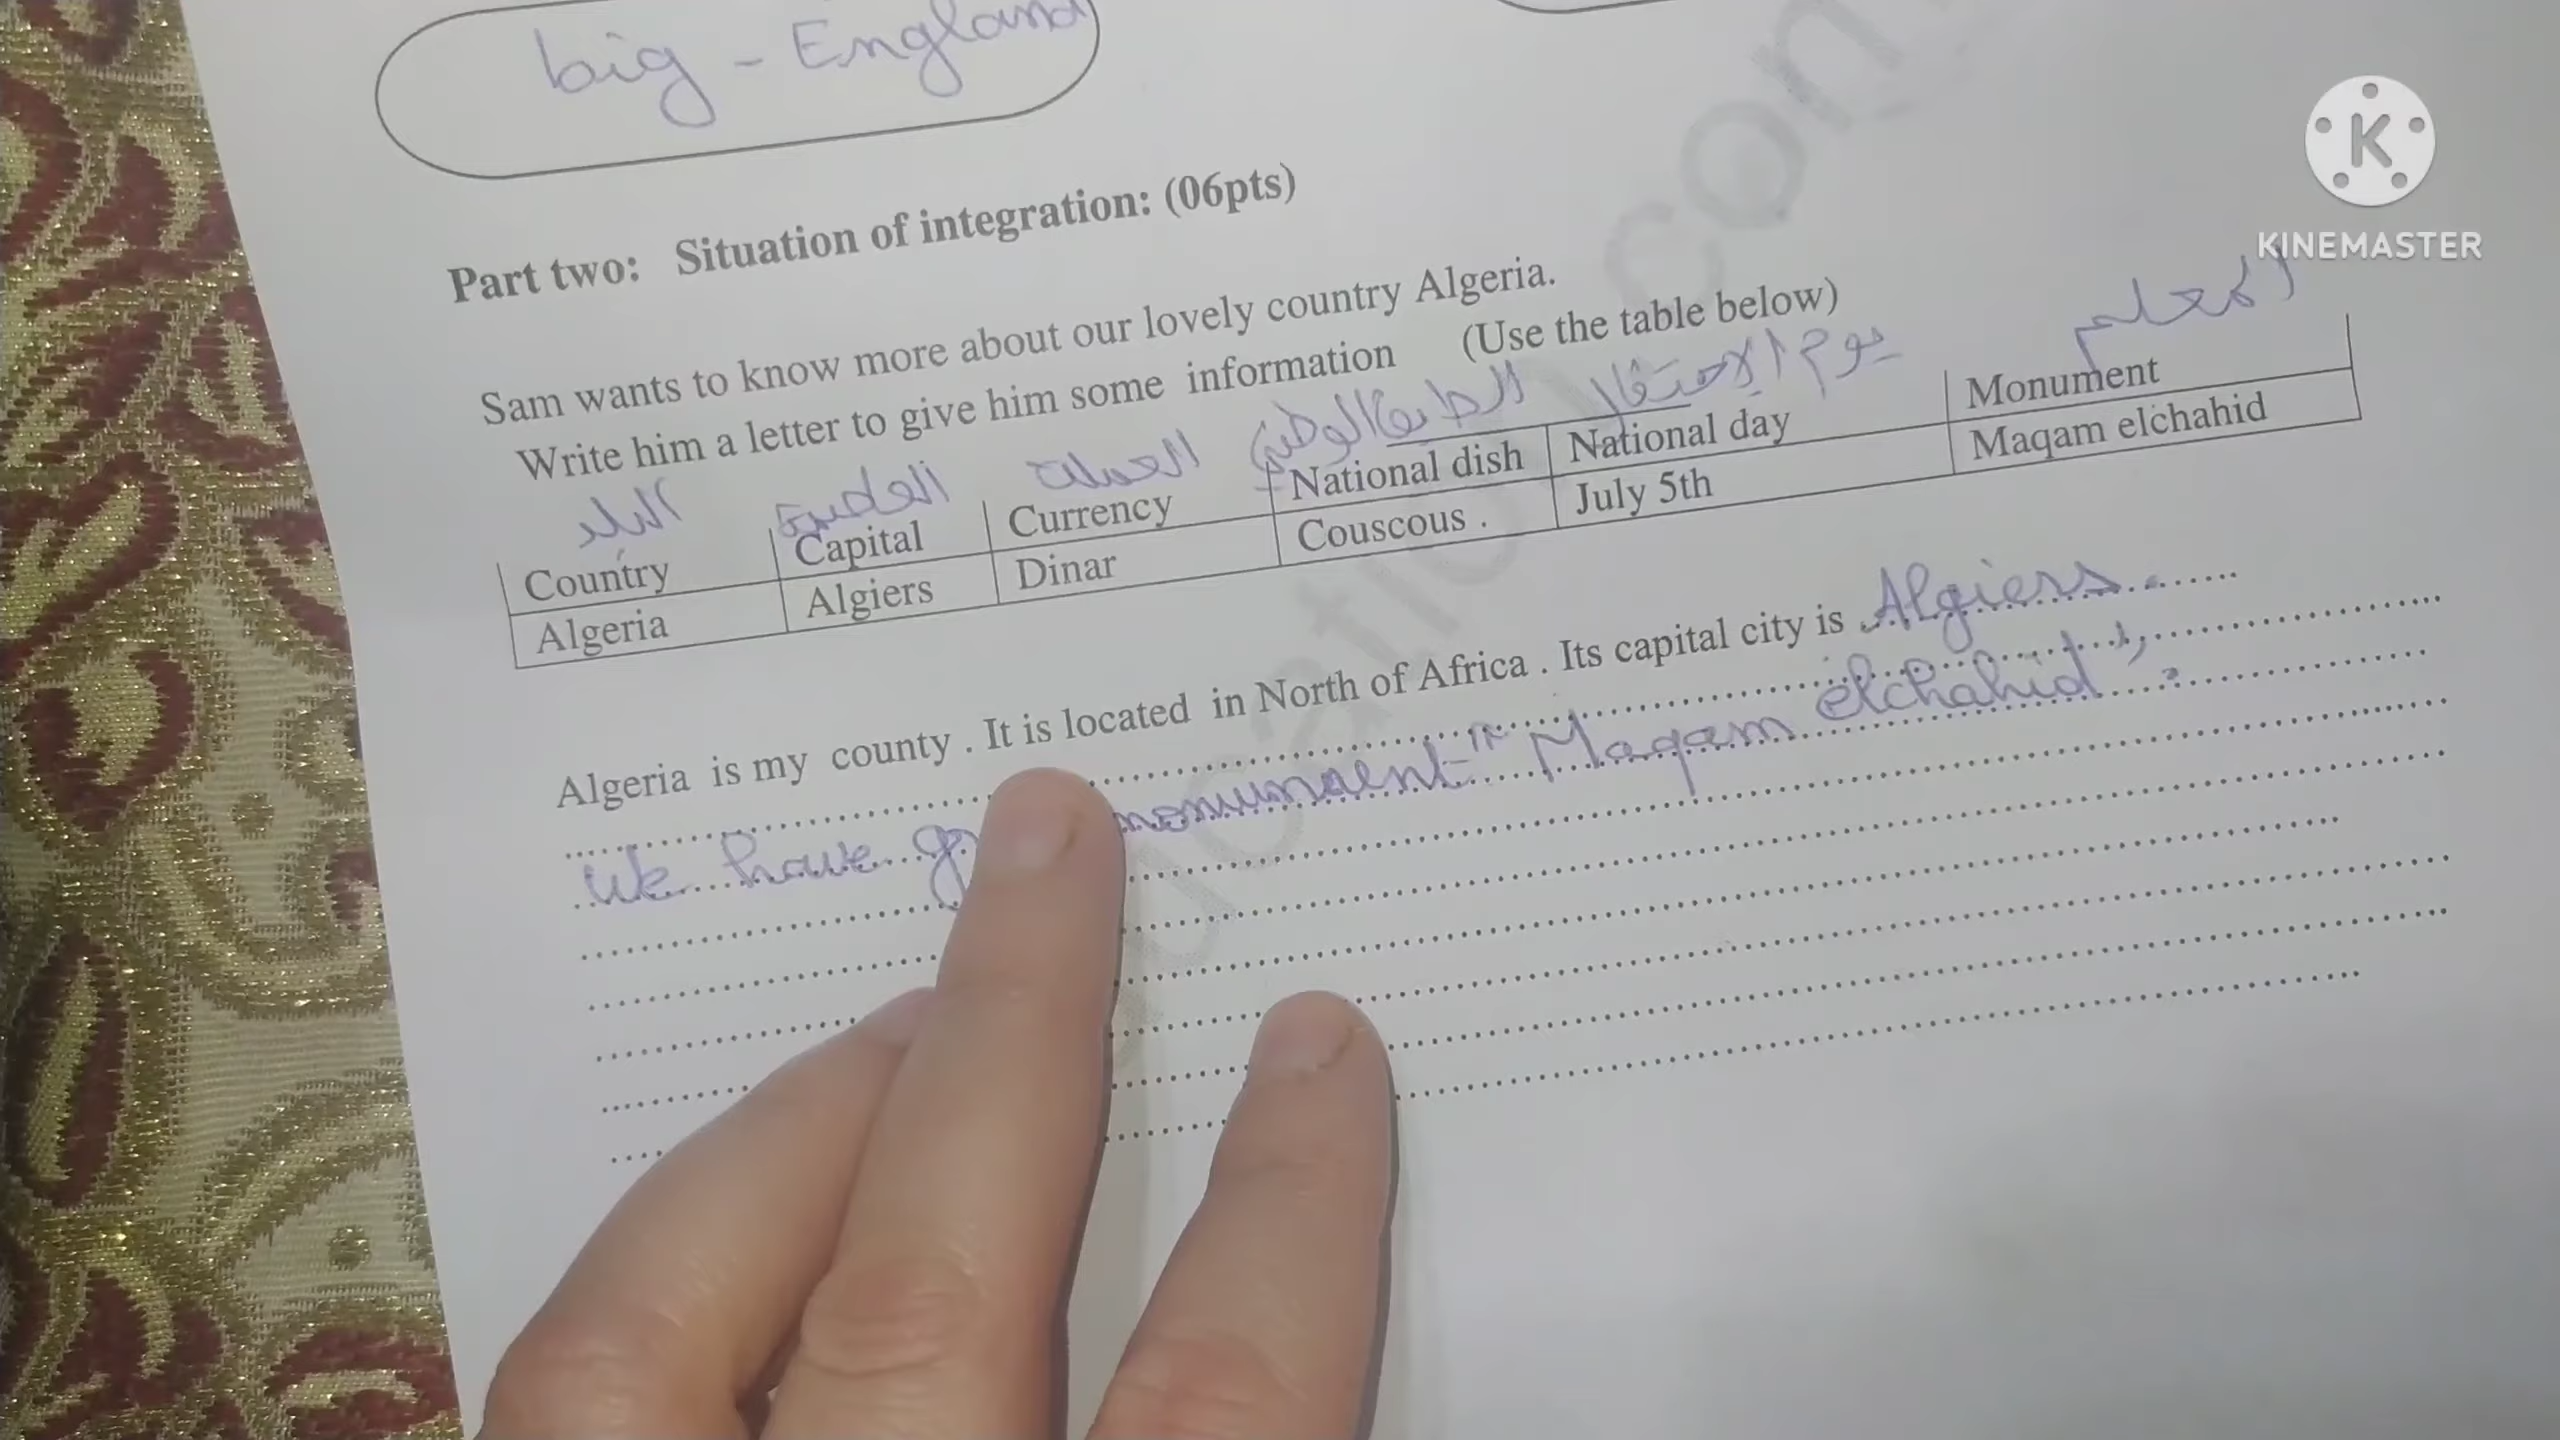 big - England
KINEMASTER
Part two: Situation of integration: (06pts)
Sam wants to know more about our lovely country Algeria.
Write him a letter to give him some information (Use the table below)
البلد العاصمة العملة الطبق الوطني يوم الإستقلال المعلم
Country Capital Currency National dish National day Monument
Algeria Algiers Dinar Couscous . July 5th Maqam elchahid
Algeria is my county . It is located in North of Africa . Its capital city is Algiers
We have monument " Maqam elchahid "